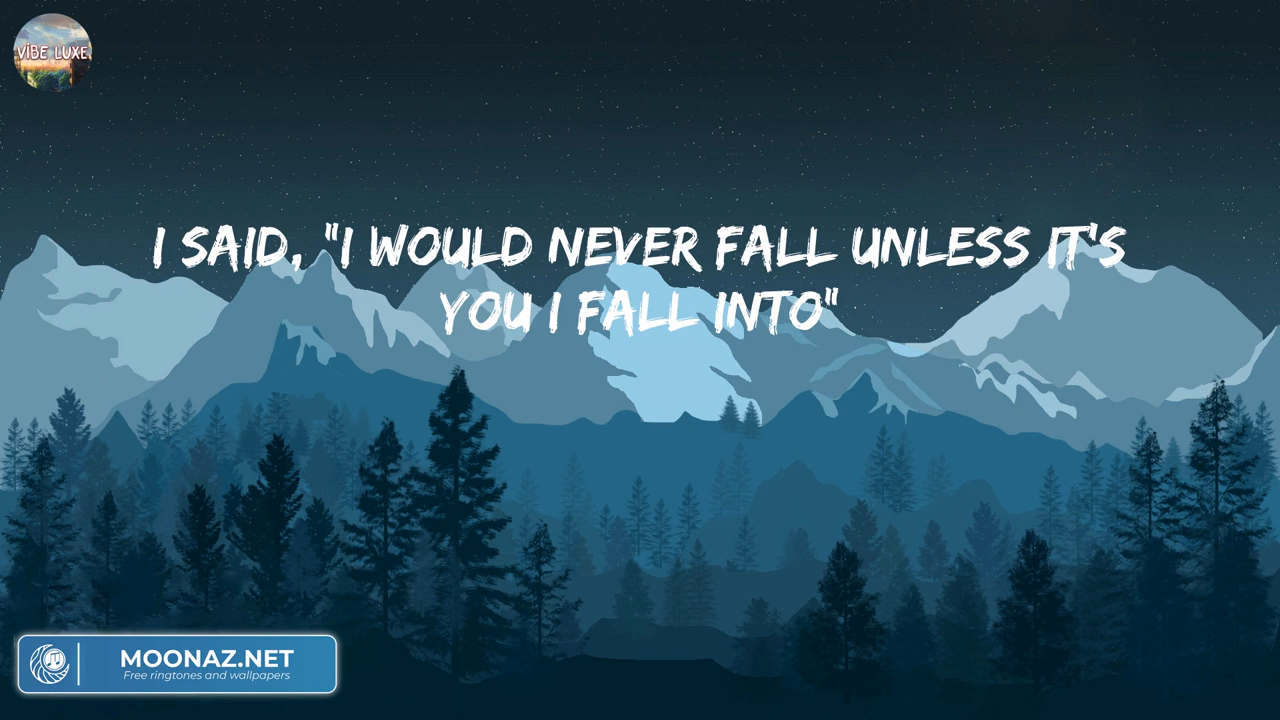 VIBE LUXE
I SAID, "I WOULD NEVER FALL UNLESS IT'S
YOU I FALL INTO"
MOONAZ.NET
Free ringtones and wallpapers